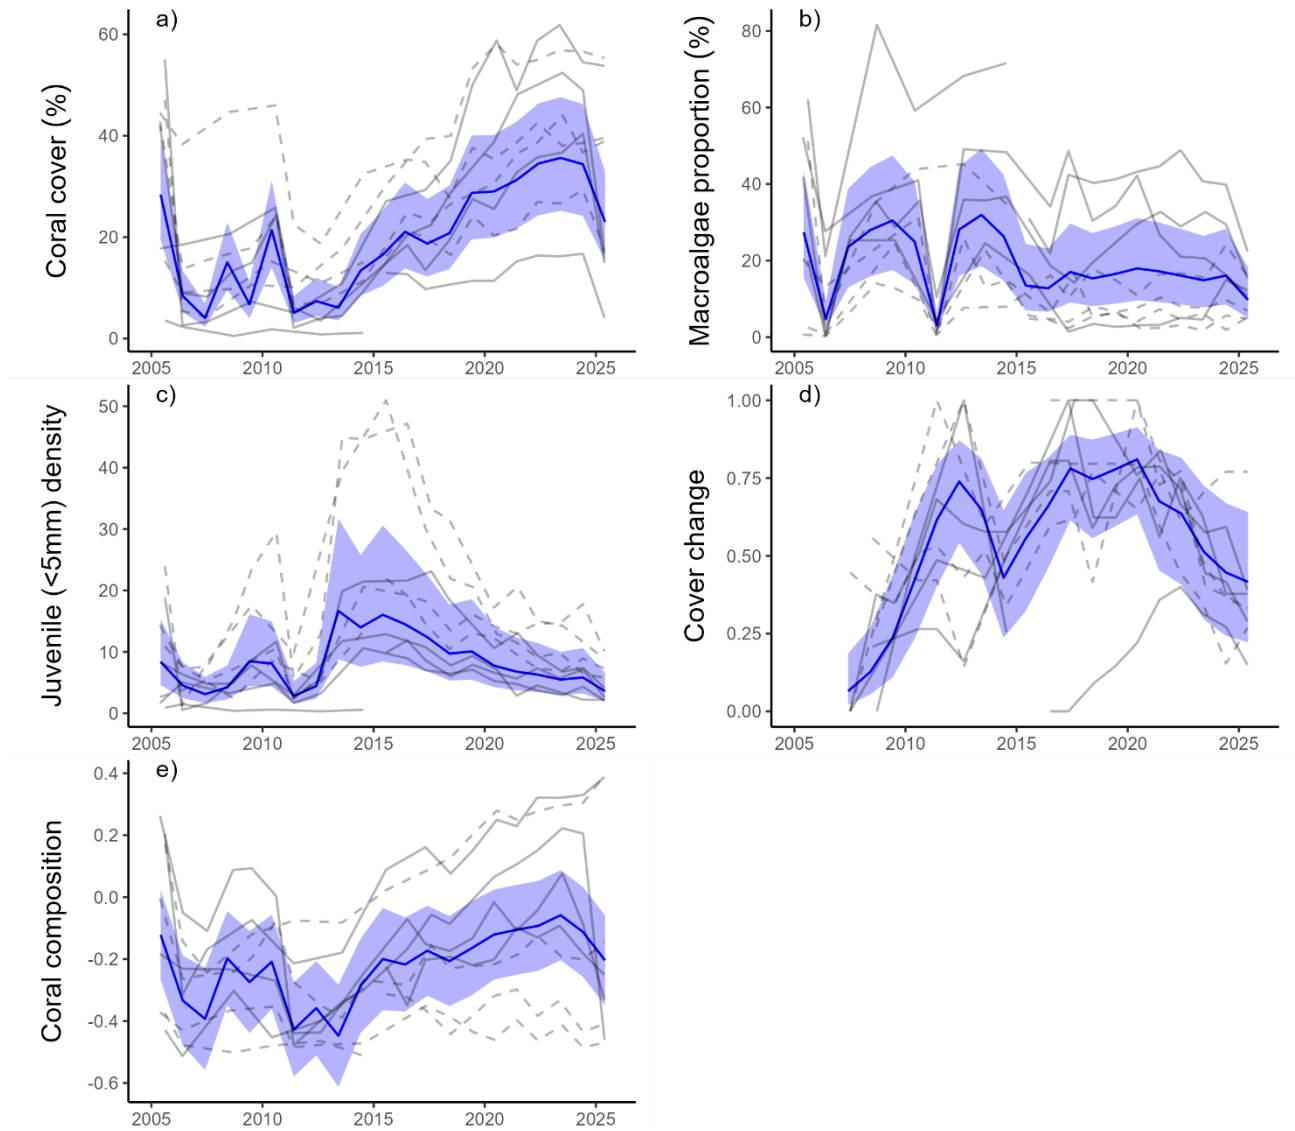 a)
Coral cover (%)
60
40
20
0
2005 2010 2015 2020 2025
b)
Macroalgae proportion (%)
80
60
40
20
0
2005 2010 2015 2020 2025
c)
Juvenile (<5mm) density
50
40
30
20
10
0
2005 2010 2015 2020 2025
d)
Cover change
1.00
0.75
0.50
0.25
0.00
2005 2010 2015 2020 2025
e)
Coral composition
0.4
0.2
0.0
-0.2
-0.4
-0.6
2005 2010 2015 2020 2025